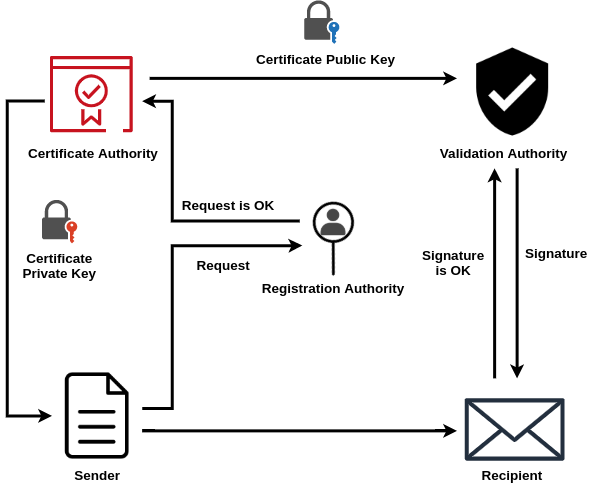 Certificate Public Key
Certificate Authority
Validation Authority
Request is OK
Certificate
Private Key
Request
Registration Authority
Signature
is OK
Signature
Sender
Recipient